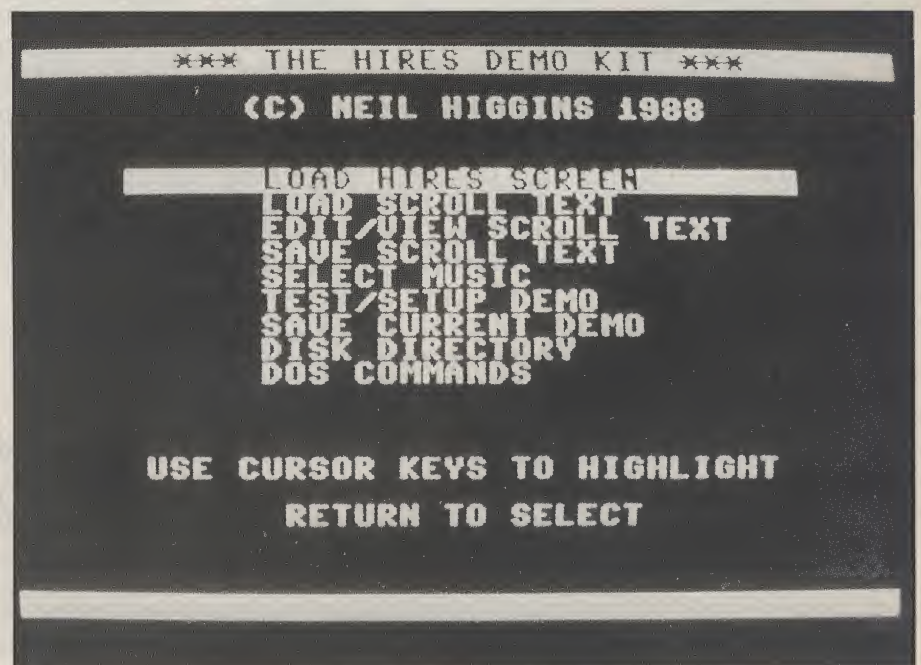 *** THE HIRES DEMO KIT ***
(C) NEIL HIGGINS 1988
LOAD HIRES SCREEN
LOAD SCROLL TEXT
EDIT/VIEW SCROLL TEXT
SAVE SCROLL TEXT
SELECT MUSIC
TEST/SETUP DEMO
SAVE CURRENT DEMO
DISK DIRECTORY
DOS COMMANDS
USE CURSOR KEYS TO HIGHLIGHT
RETURN TO SELECT